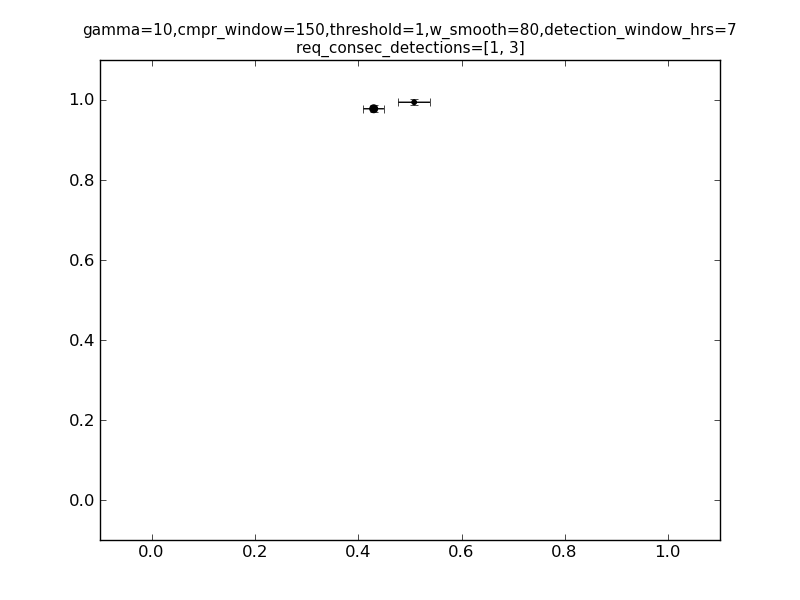 gamma=10,cmpr_window=150,threshold=1,w_smooth=80,detection_window_hrs=7
req_consec_detections=[1, 3]
1.0
0.8
0.6
0.4
0.2
0.0
0.0 0.2 0.4 0.6 0.8 1.0